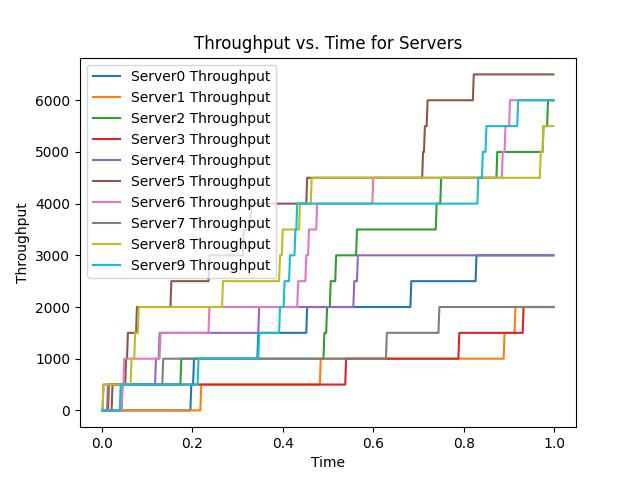 Throughput vs. Time for Servers
Server0 Throughput
Server1 Throughput
Server2 Throughput
Server3 Throughput
Server4 Throughput
Server5 Throughput
Server6 Throughput
Server7 Throughput
Server8 Throughput
Server9 Throughput
Throughput
6000
5000
4000
3000
2000
1000
0
0.0 0.2 0.4 0.6 0.8 1.0
Time